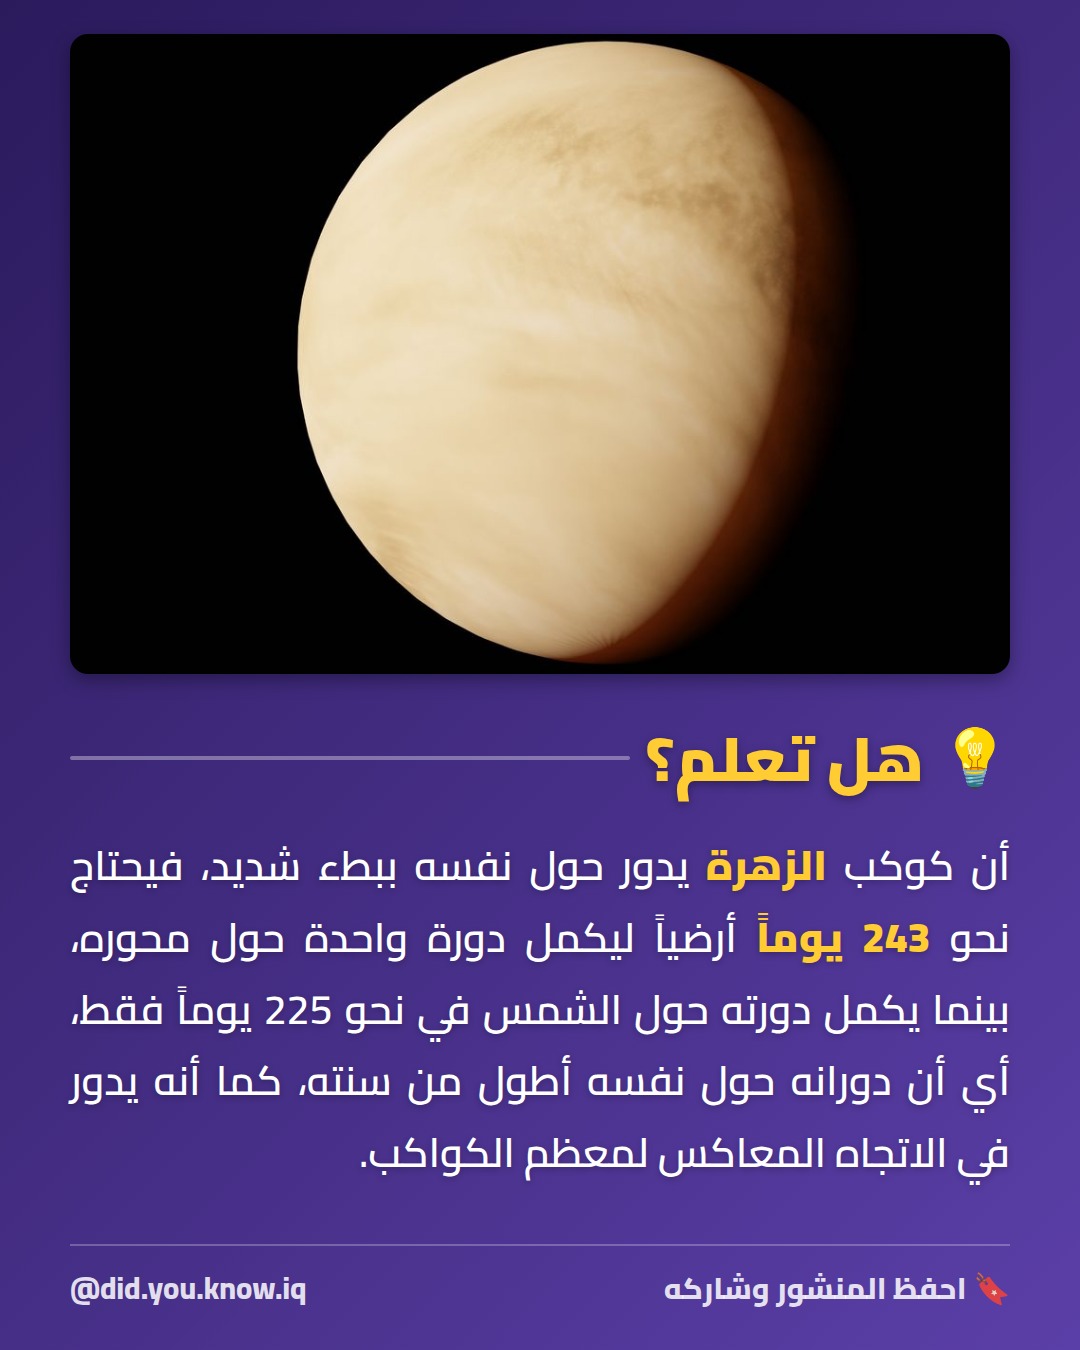 💡 هل تعلم؟
أن كوكب الزهرة يدور حول نفسه ببطء شديد، فيحتاج
نحو 243 يوماً أرضياً ليكمل دورة واحدة حول محوره،
بينما يكمل دورته حول الشمس في نحو 225 يوماً فقط،
أي أن دورانه حول نفسه أطول من سنته، كما أنه يدور
في الاتجاه المعاكس لمعظم الكواكب.
🔖 احفظ المنشور وشاركه
@did.you.know.iq